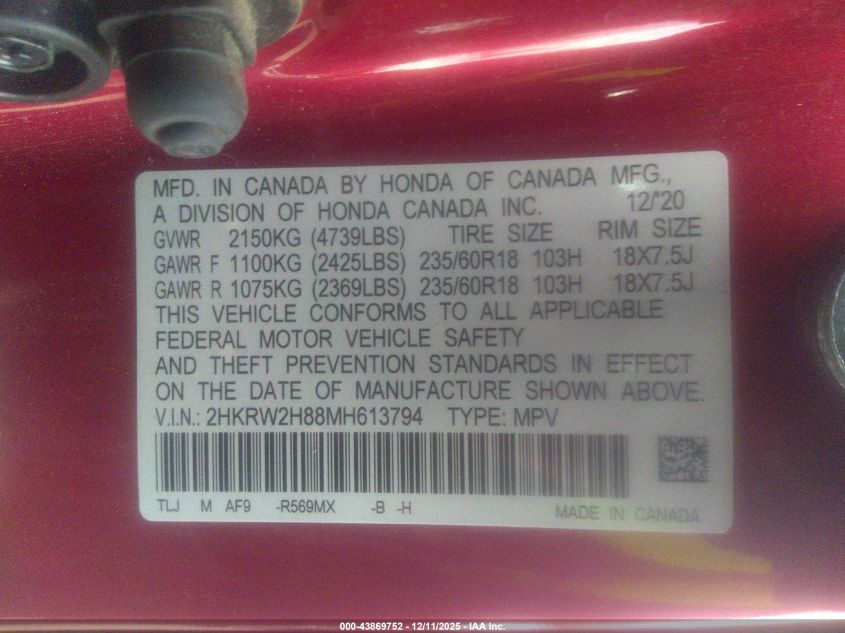 MFD. IN CANADA BY HONDA OF CANADA MFG.,
A DIVISION OF HONDA CANADA INC. 12/'20
GVWR 2150KG (4739LBS) TIRE SIZE RIM SIZE
GAWR F 1100KG (2425LBS) 235/60R18 103H 18X7.5J
GAWR R 1075KG (2369LBS) 235/60R18 103H 18X7.5J
THIS VEHICLE CONFORMS TO ALL APPLICABLE
FEDERAL MOTOR VEHICLE SAFETY
AND THEFT PREVENTION STANDARDS IN EFFECT
ON THE DATE OF MANUFACTURE SHOWN ABOVE.
V.I.N.: 2HKRW2H88MH613794 TYPE: MPV
TLJ M AF9 -R569MX -B -H
MADE IN CANADA
000-43869752 - 12/11/2025 - IAA Inc.